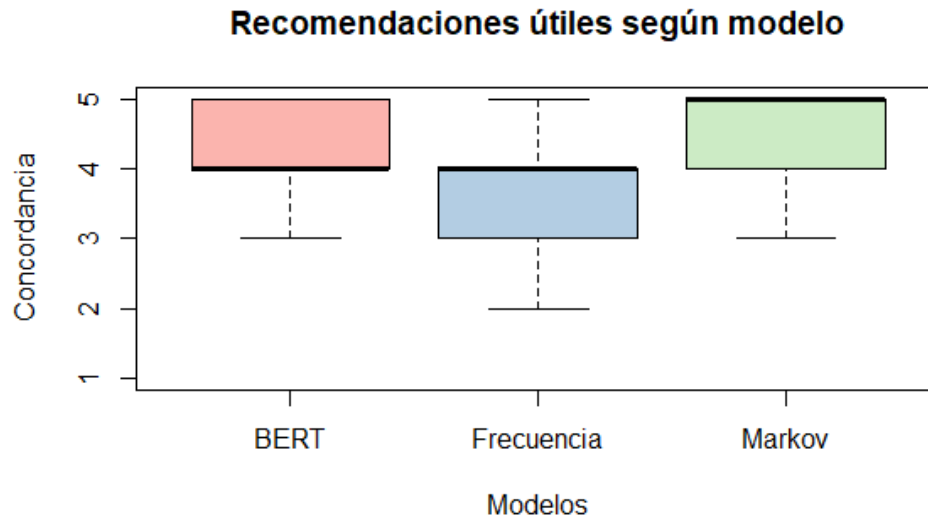 Recomendaciones útiles según modelo
Concordancia
5
4
3
2
1
BERT Frecuencia Markov
Modelos